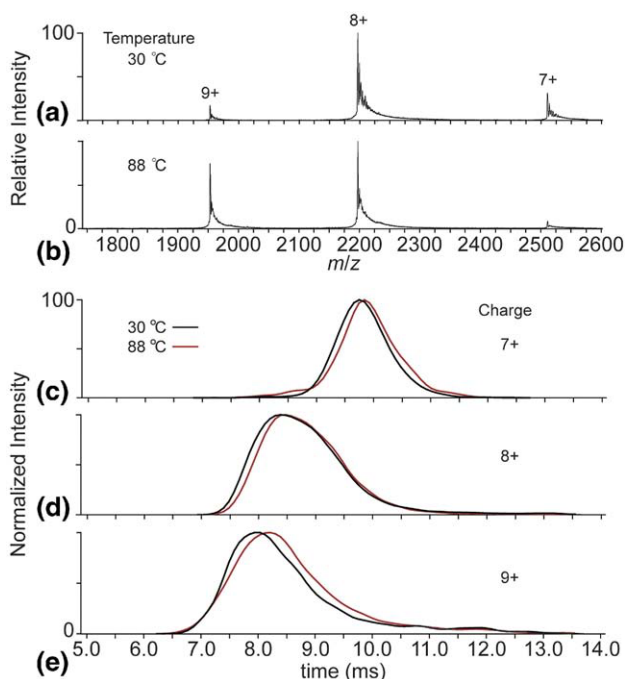 100
Temperature
30 °C
8+
9+
7+
(a)
Relative Intensity
88 °C
0
(b)
1800 1900 2000 2100 2200 2300 2400 2500 2600
m/z
100
30 °C
88 °C
Charge
7+
(c)
Normalized Intensity
8+
(d)
9+
0
(e)
5.0 6.0 7.0 8.0 9.0 10.0 11.0 12.0 13.0 14.0
time (ms)